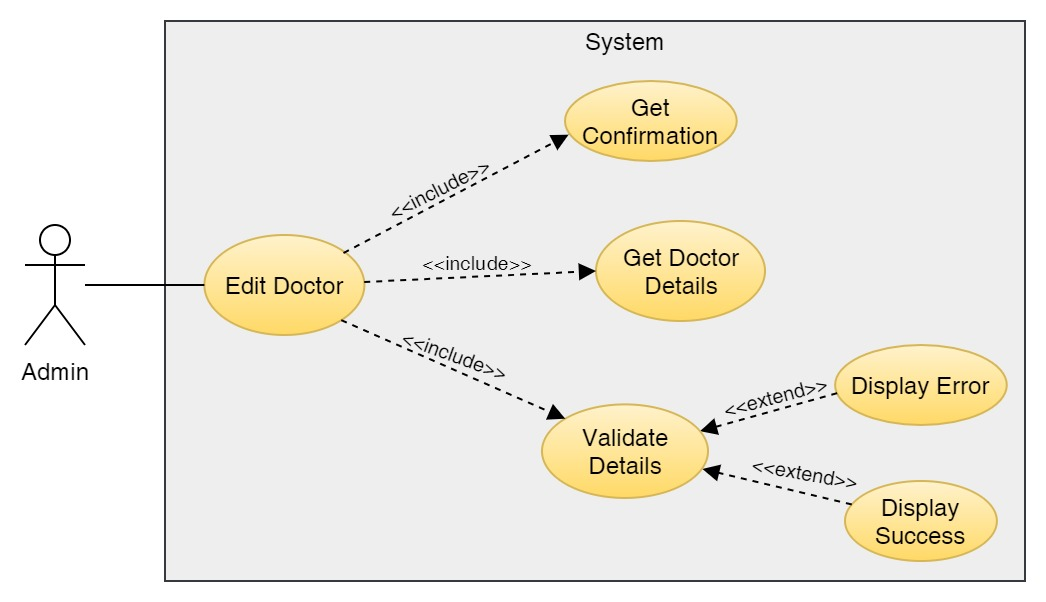 System
Get
Confirmation
<<include>>
Get Doctor
Details
<<include>>
Edit Doctor
<<include>>
Admin
Display Error
<<extend>>
Validate
Details
<<extend>>
Display
Success